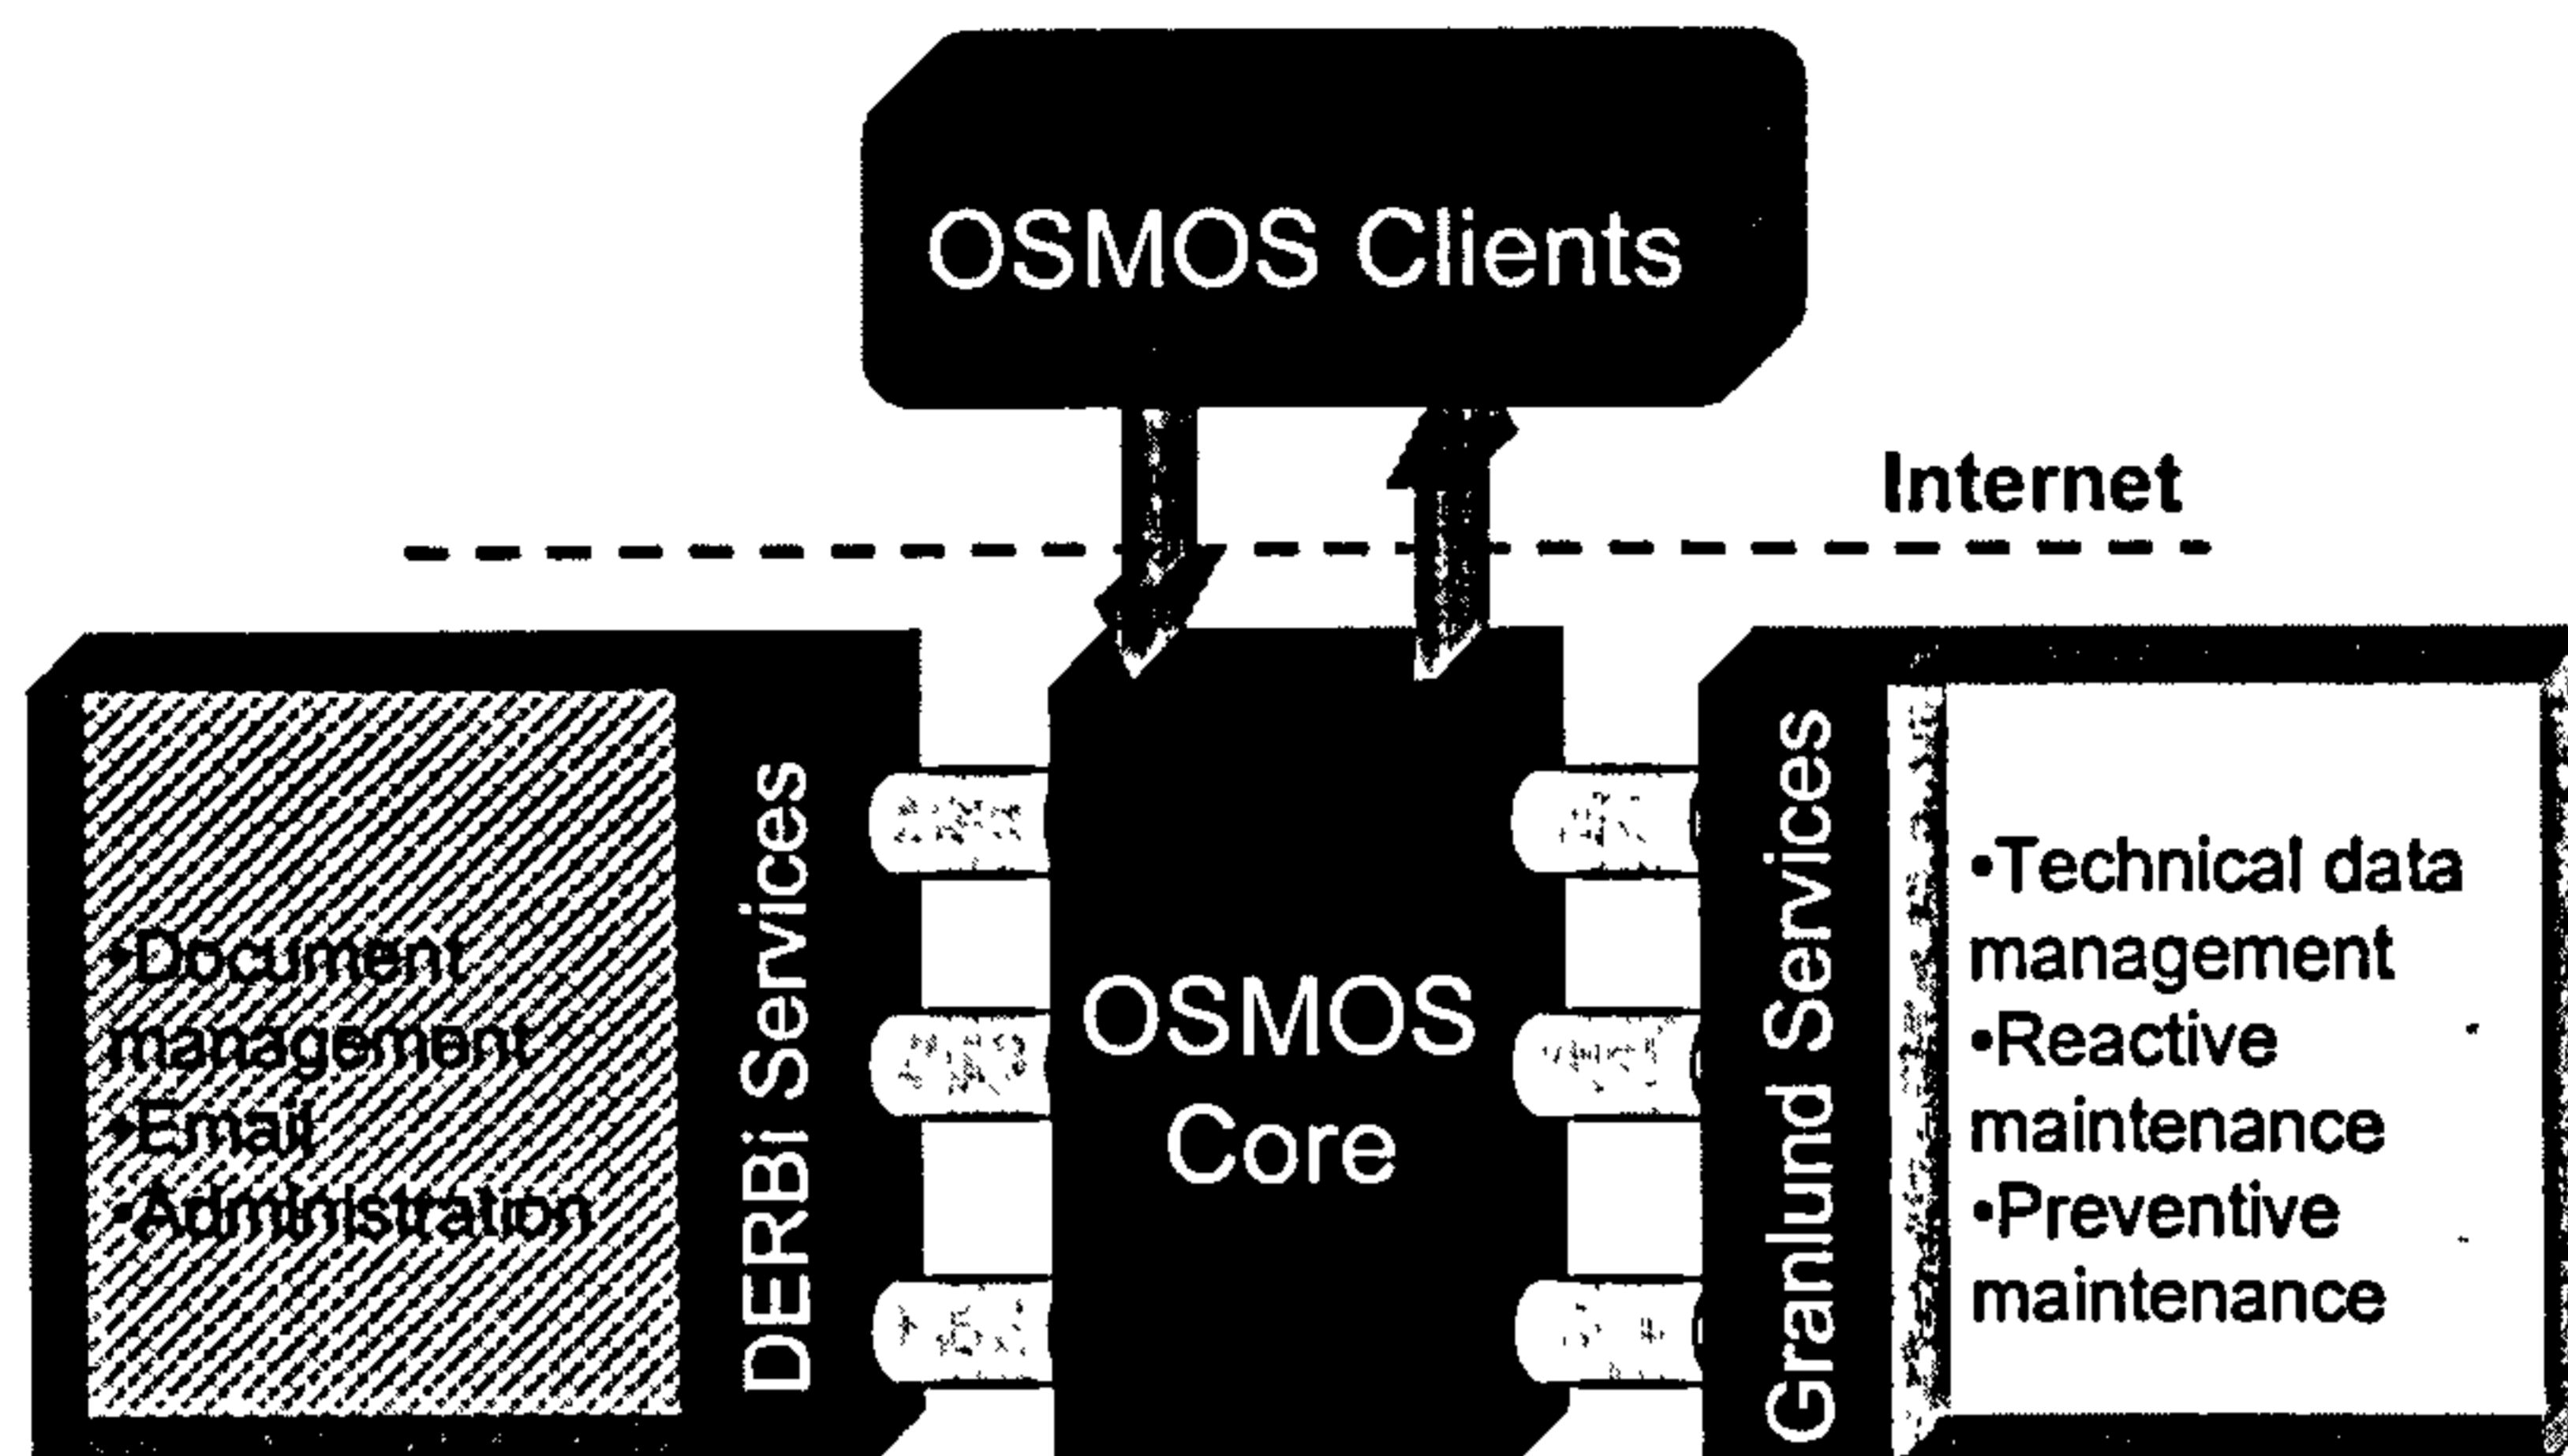 OSMOS Clients
Internet
•Document
management
•Email
•Administration
DERBi Services
OSMOS
Core
Granlund Services
•Technical data
management
•Reactive
maintenance
•Preventive
maintenance